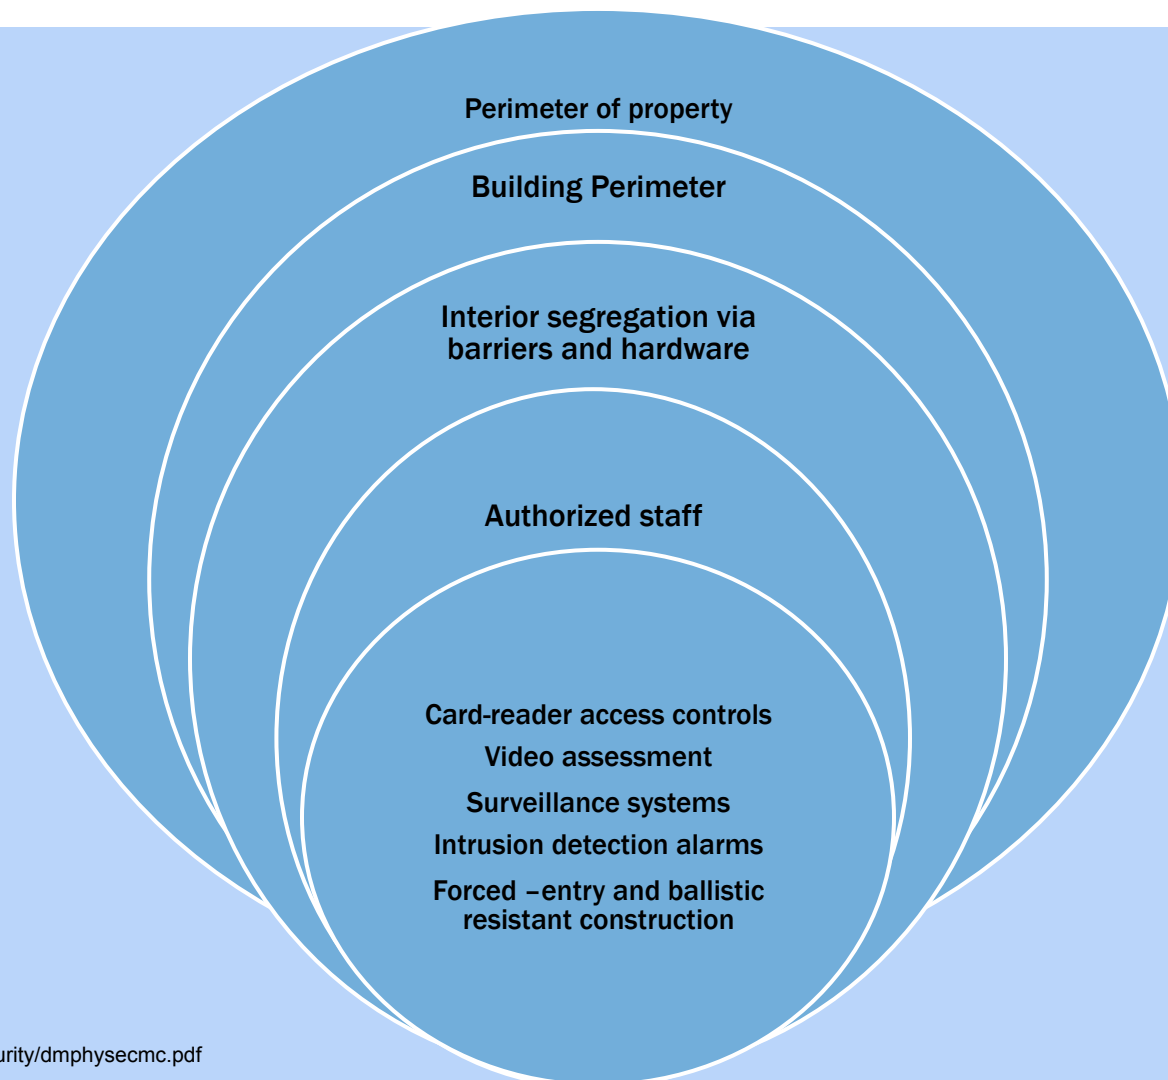 Perimeter of property
Building Perimeter
Interior segregation via
barriers and hardware
Authorized staff
Card-reader access controls
Video assessment
Surveillance systems
Intrusion detection alarms
Forced –entry and ballistic
resistant construction
urity/dmphysecmc.pdf